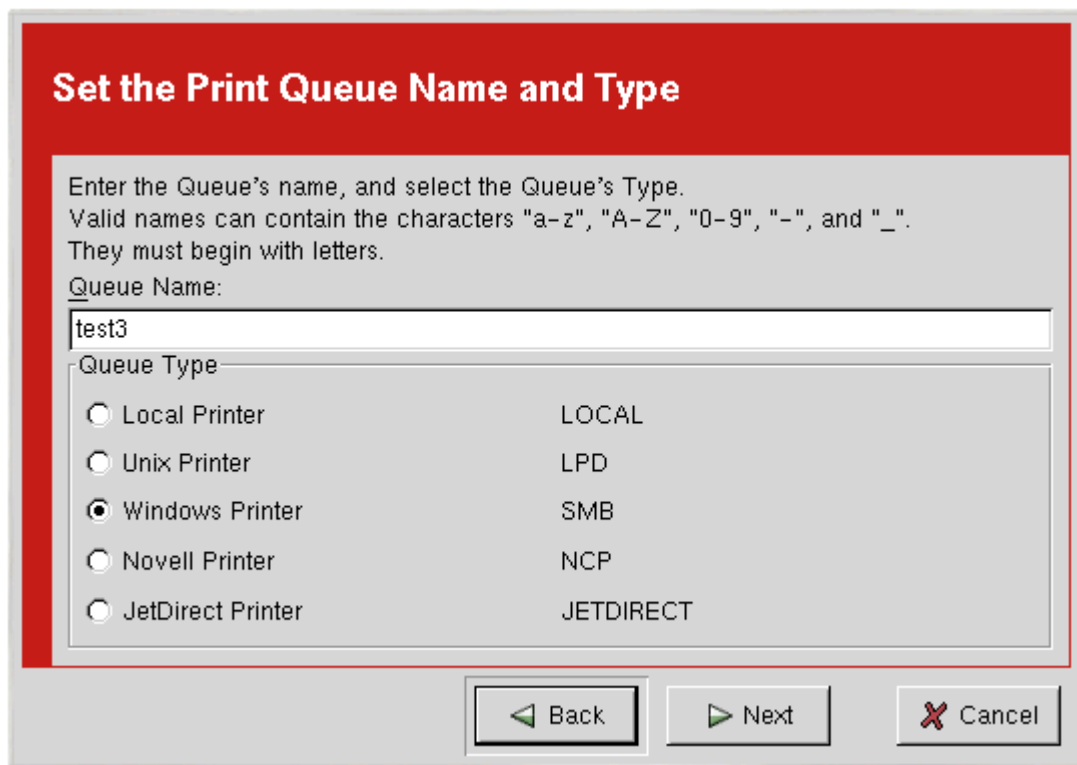 Set the Print Queue Name and Type
Enter the Queue's name, and select the Queue's Type.
Valid names can contain the characters "a-z", "A-Z", "0-9", "-", and "_".
They must begin with letters.
Queue Name:
test3
Queue Type
Local Printer LOCAL
Unix Printer LPD
Windows Printer SMB
Novell Printer NCP
JetDirect Printer JETDIRECT
Back Next Cancel